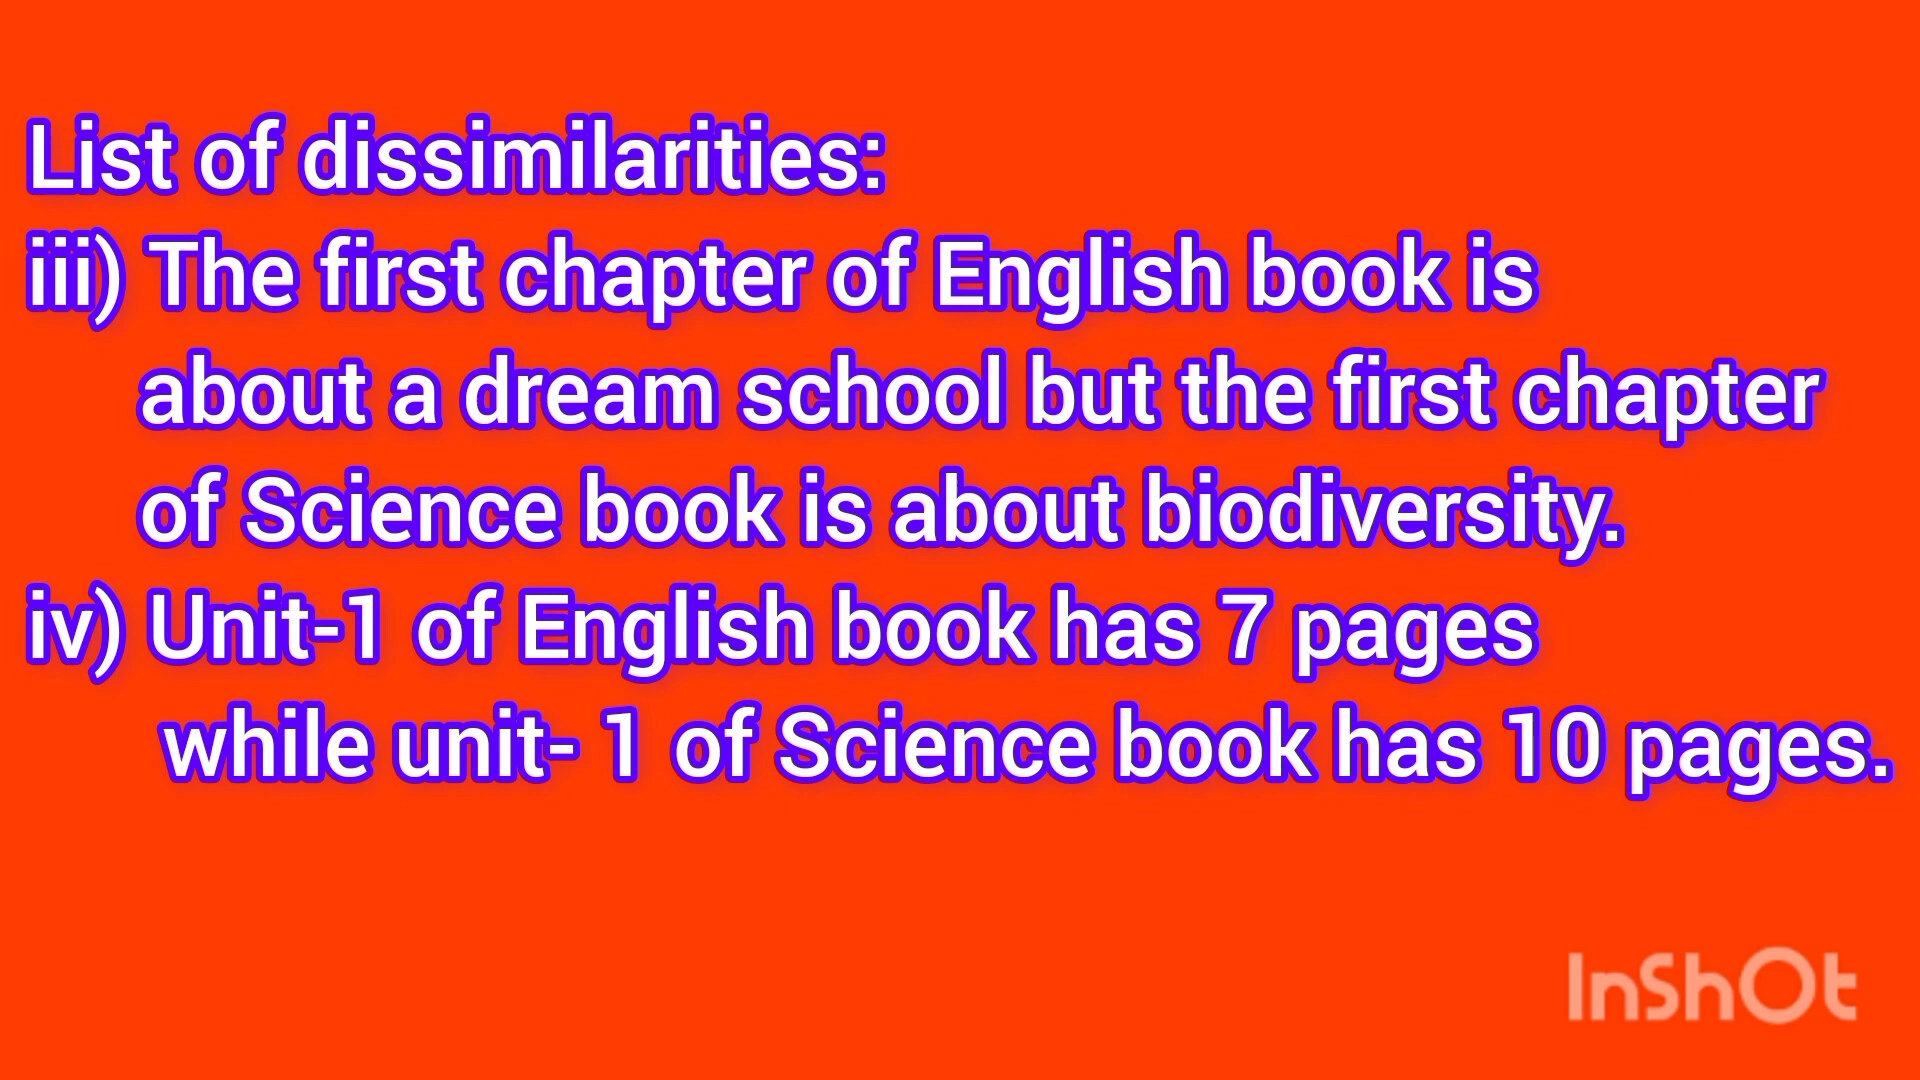 List of dissimilarities:
iii) The first chapter of English book is
about a dream school but the first chapter
of Science book is about biodiversity.
iv) Unit-1 of English book has 7 pages
while unit- 1 of Science book has 10 pages.
InShOt